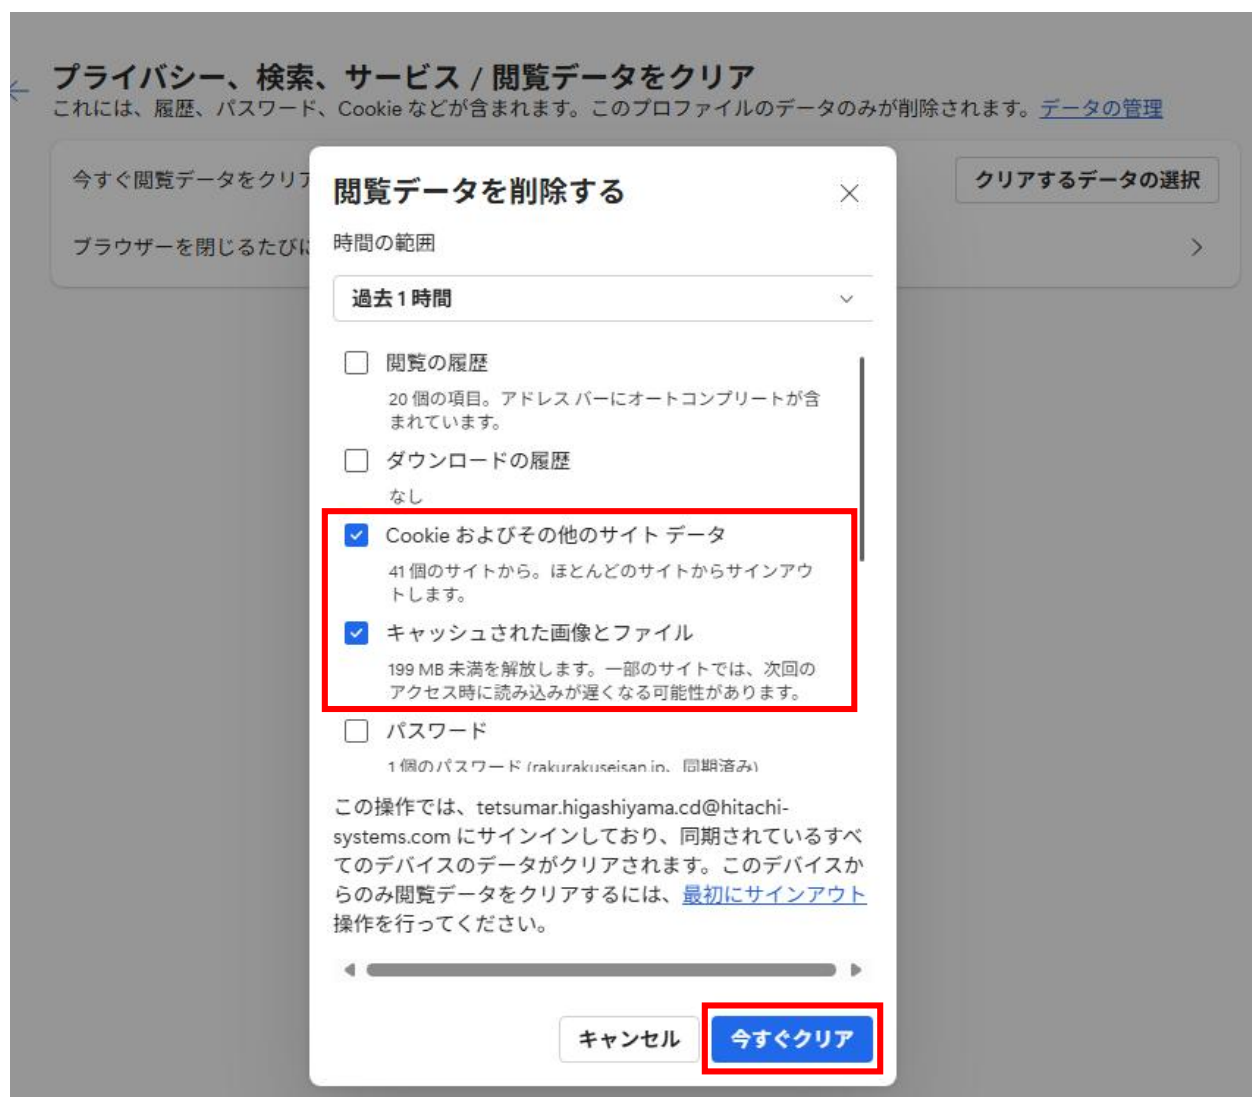 プライバシー、検索、サービス / 閲覧データをクリア
これには、履歴、パスワード、Cookie などが含まれます。このプロファイルのデータのみが削除されます。データの管理
今すぐ閲覧データをクリア
クリアするデータの選択
ブラウザーを閉じるたびに
閲覧データを削除する
時間の範囲
過去 1 時間
閲覧の履歴
20 個の項目。アドレス バーにオートコンプリートが含
まれています。
ダウンロードの履歴
なし
Cookie およびその他のサイト データ
41 個のサイトから。ほとんどのサイトからサインアウ
トします。
キャッシュされた画像とファイル
199 MB 未満を解放します。一部のサイトでは、次回の
アクセス時に読み込みが遅くなる可能性があります。
パスワード
1 個のパスワード (rakurakuseisan.jp、同期済み)
この操作では、tetsumar.higashiyama.cd@hitachi-
systems.com にサインインしており、同期されているすべ
てのデバイスのデータがクリアされます。このデバイスか
らのみ閲覧データをクリアするには、最初にサインアウト
操作を行ってください。
キャンセル
今すぐクリア